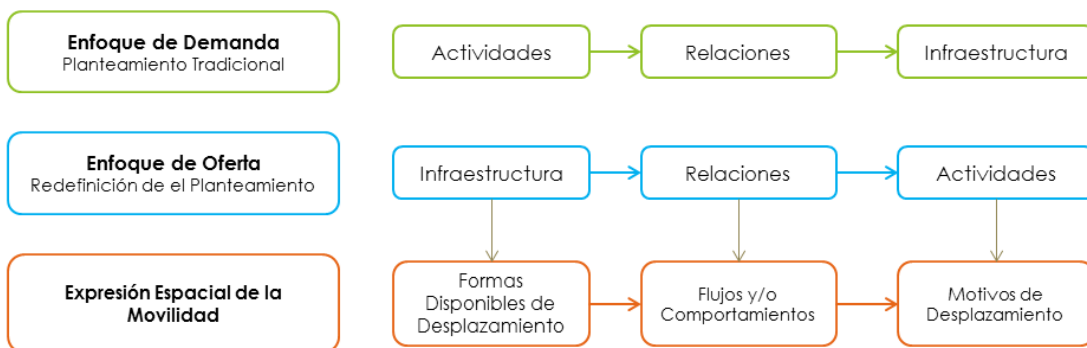 Enfoque de Demanda
Planteamiento Tradicional
Actividades
Relaciones
Infraestructura
Enfoque de Oferta
Redefinición de el Planteamiento
Infraestructura
Relaciones
Actividades
Expresión Espacial de la
Movilidad
Formas
Disponibles de
Desplazamiento
Flujos y/o
Comportamientos
Motivos de
Desplazamiento